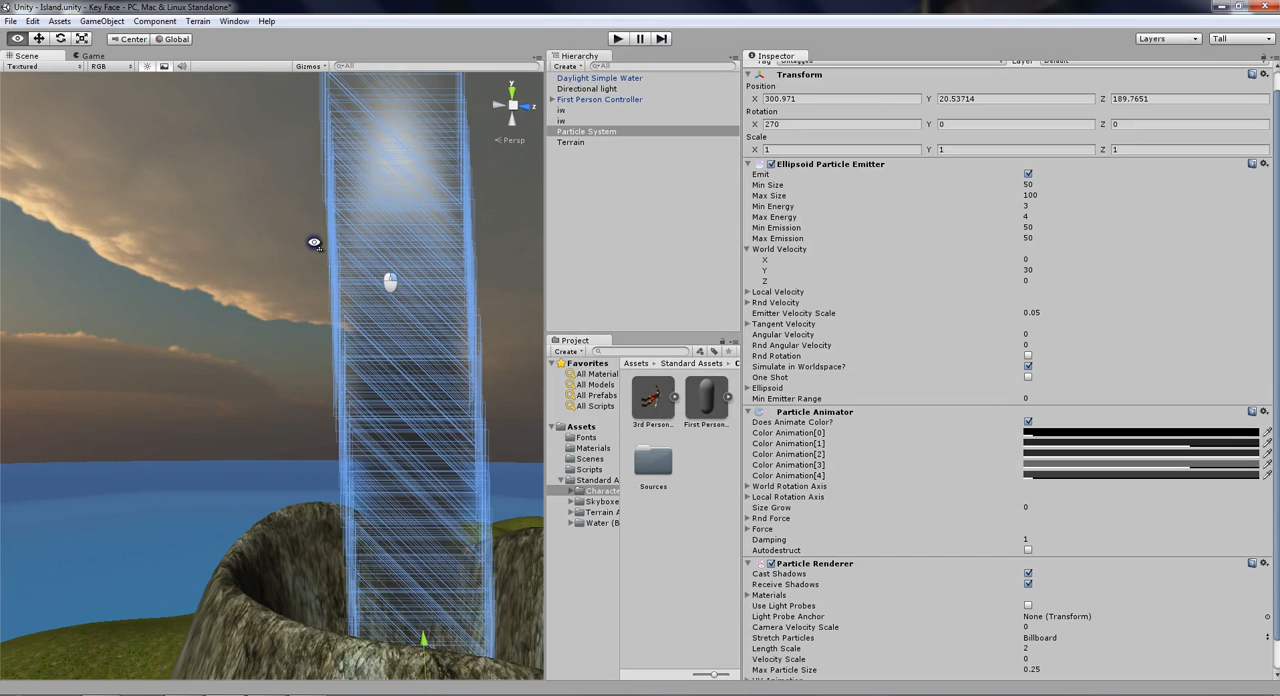 Unity - Island.unity - Key Face - PC, Mac & Linux Standalone*
File Edit Assets GameObject Component Terrain Window Help
Center Global Layers Tall
Scene Game
Textured RGB Gizmos All
y
z
Persp
Hierarchy
Create All
Daylight Simple Water
Directional light
First Person Controller
iw
iw
Particle System
Terrain
Project
Create
Favorites
All Material
All Models
All Prefabs
All Scripts
Assets
Fonts
Materials
Scenes
Scripts
Standard A
Characte
Skyboxe
Terrain A
Water (B
Assets Standard Assets C
3rd Person... First Person...
Sources
Inspector
Transform
Position
X 300.971 Y 20.53714 Z 189.7651
Rotation
X 270 Y 0 Z 0
Scale
X 1 Y 1 Z 1
Ellipsoid Particle Emitter
Emit
Min Size 50
Max Size 100
Min Energy 3
Max Energy 4
Min Emission 50
Max Emission 50
World Velocity
X 0
Y 30
Z 0
Local Velocity
Rnd Velocity
Emitter Velocity Scale 0.05
Tangent Velocity
Angular Velocity 0
Rnd Angular Velocity 0
Rnd Rotation
Simulate in Worldspace?
One Shot
Ellipsoid
Min Emitter Range 0
Particle Animator
Does Animate Color?
Color Animation[0]
Color Animation[1]
Color Animation[2]
Color Animation[3]
Color Animation[4]
World Rotation Axis
Local Rotation Axis
Size Grow 0
Rnd Force
Force
Damping 1
Autodestruct
Particle Renderer
Cast Shadows
Receive Shadows
Materials
Use Light Probes
Light Probe Anchor None (Transform)
Camera Velocity Scale 0
Stretch Particles Billboard
Length Scale 2
Velocity Scale 0
Max Particle Size 0.25